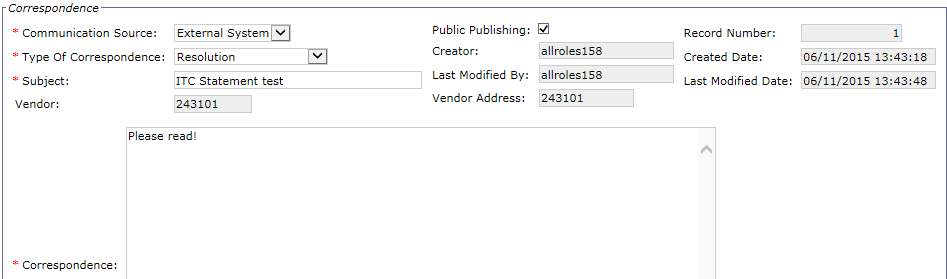 Correspondence
* Communication Source: External System Public Publishing: Record Number: 1
* Type Of Correspondence: Resolution Creator: allroles158 Created Date: 06/11/2015 13:43:18
* Subject: ITC Statement test Last Modified By: allroles158 Last Modified Date: 06/11/2015 13:43:48
Vendor: 243101 Vendor Address: 243101
Please read!
* Correspondence: